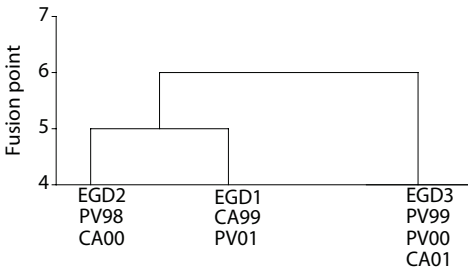 7
6
5
4
Fusion point
EGD2
PV98
CA00
EGD1
CA99
PV01
EGD3
PV99
PV00
CA01